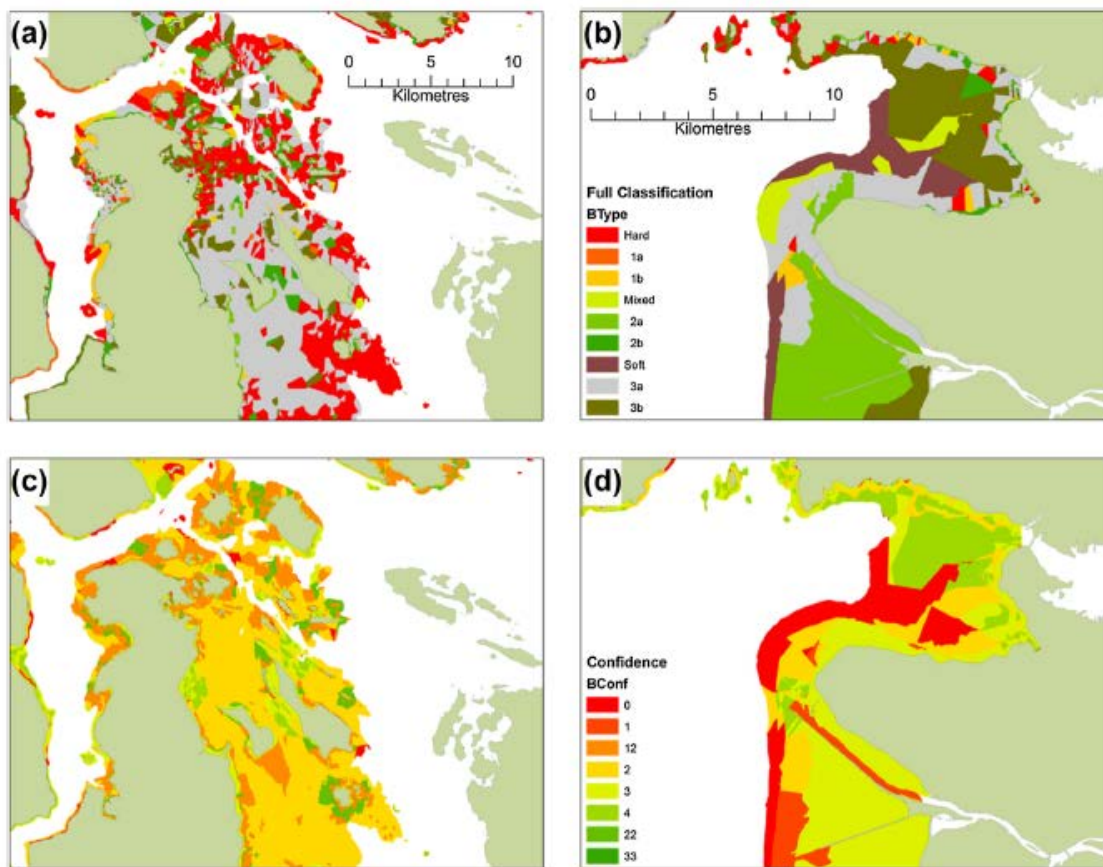 (a)
0 5 10
Kilometres
(b)
0 5 10
Kilometres
Full Classification
BType
Hard
1a
1b
Mixed
2a
2b
Soft
3a
3b
(c)
(d)
Confidence
BConf
0
1
12
2
3
4
22
33